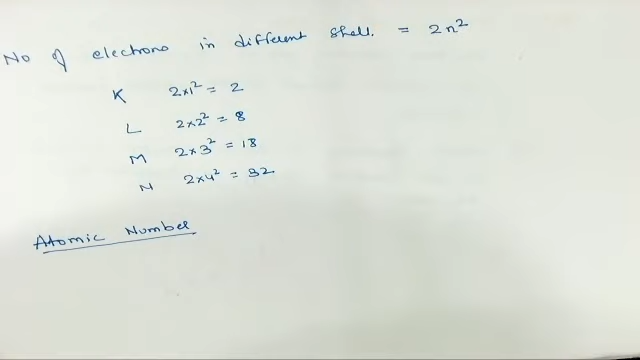 No of electrons in different shell. = 2n²
K 2×1² = 2
L 2×2² = 8
M 2×3² = 18
N 2×4² = 32
Atomic Number